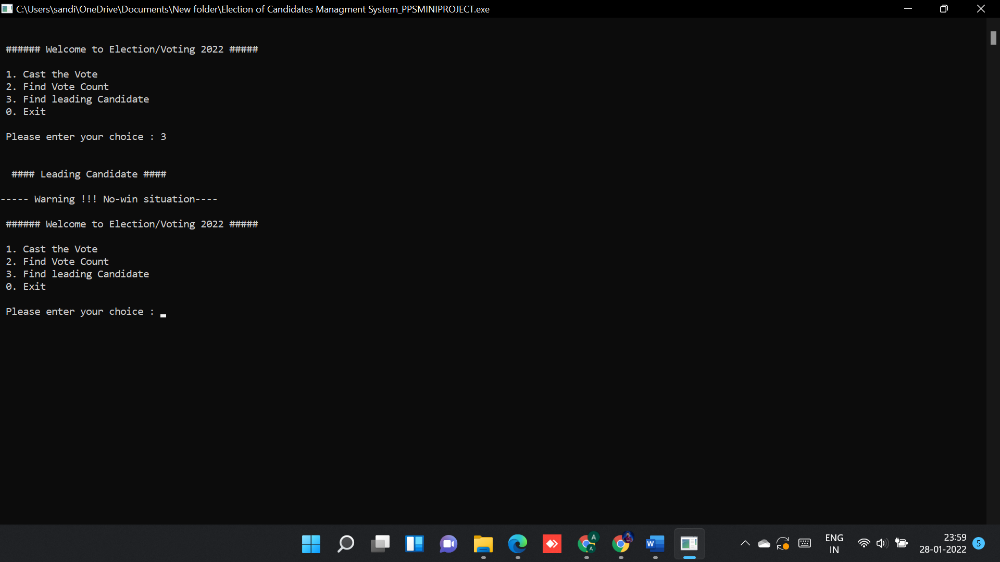 C:\Users\sandi\OneDrive\Documents\New folder\Election of Candidates Managment System_PPSMINIPROJECT.exe
###### Welcome to Election/Voting 2022 #####
1. Cast the Vote
2. Find Vote Count
3. Find leading Candidate
0. Exit
Please enter your choice : 3
#### Leading Candidate ####
----- Warning !!! No-win situation----
###### Welcome to Election/Voting 2022 #####
1. Cast the Vote
2. Find Vote Count
3. Find leading Candidate
0. Exit
Please enter your choice :
A
A
W
ENG
IN
23:59
28-01-2022
5